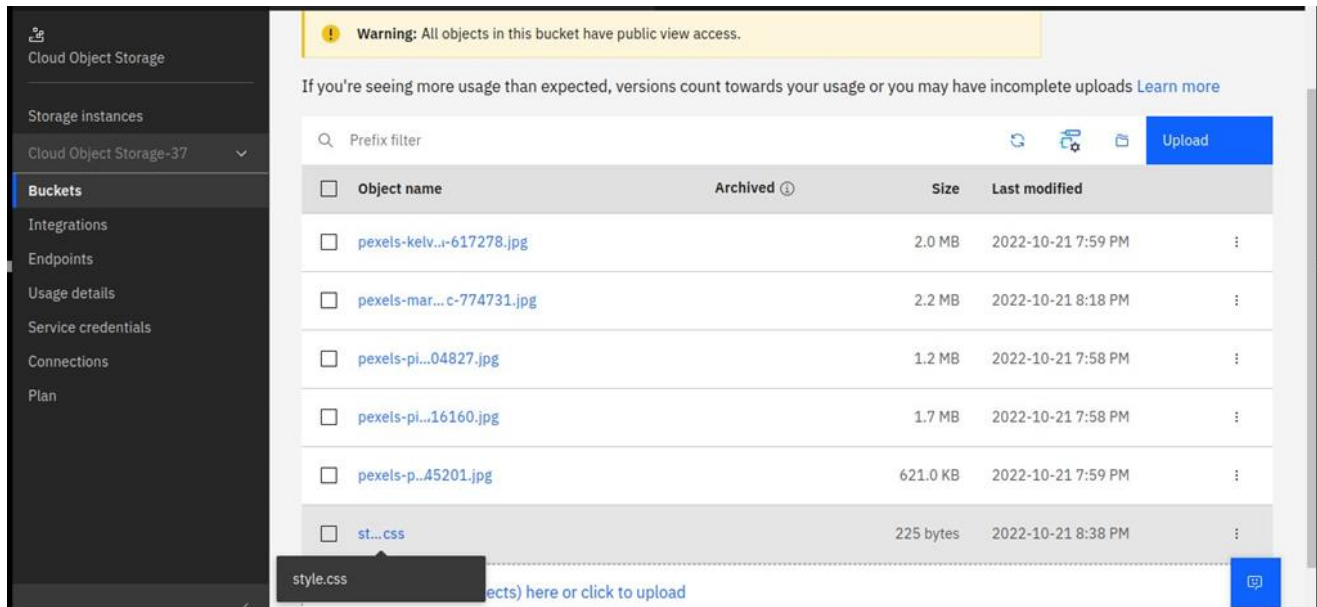 Cloud Object Storage
Storage instances
Cloud Object Storage-37
Buckets
Integrations
Endpoints
Usage details
Service credentials
Connections
Plan
Warning: All objects in this bucket have public view access.
If you're seeing more usage than expected, versions count towards your usage or you may have incomplete uploads Learn more
Prefix filter
Upload
Object name Archived Size Last modified
pexels-kelv..-617278.jpg 2.0 MB 2022-10-21 7:59 PM
pexels-mar...c-774731.jpg 2.2 MB 2022-10-21 8:18 PM
pexels-pi...04827.jpg 1.2 MB 2022-10-21 7:58 PM
pexels-pi...16160.jpg 1.7 MB 2022-10-21 7:58 PM
pexels-p...45201.jpg 621.0 KB 2022-10-21 7:59 PM
st...css 225 bytes 2022-10-21 8:38 PM
style.css
ects) here or click to upload